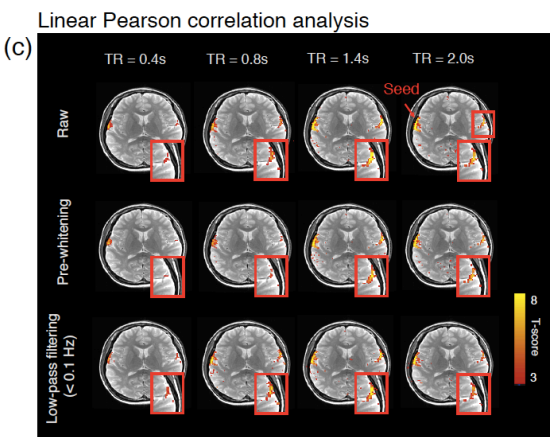 Linear Pearson correlation analysis
(c)
TR = 0.4s
TR = 0.8s
TR = 1.4s
TR = 2.0s
Seed
Raw
Pre-whitening
Low-pass filtering
(< 0.1 Hz)
8
T-score
3